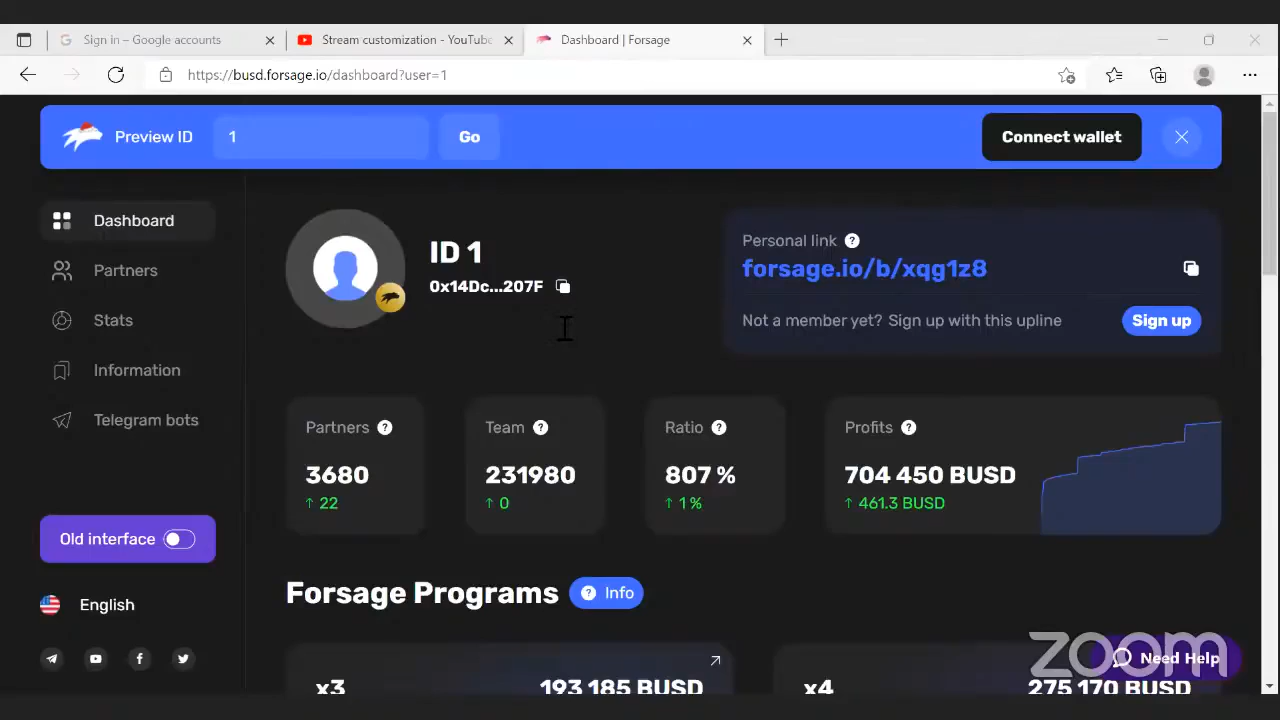 Sign in – Google accounts
Stream customization - YouTube
Dashboard | Forsage
https://busd.forsage.io/dashboard?user=1
Preview ID
1
Go
Connect wallet
Dashboard
Partners
Stats
Information
Telegram bots
Old interface
English
ID 1
0x14Dc...207F
Personal link ?
forsage.io/b/xqg1z8
Not a member yet? Sign up with this upline
Sign up
Partners ?
3680
↑ 22
Team ?
231980
↑ 0
Ratio ?
807 %
↑ 1 %
Profits ?
704 450 BUSD
↑ 461.3 BUSD
Forsage Programs
? Info
x3
193 185 BUSD
x4
275 170 BUSD
zoom
Need Help